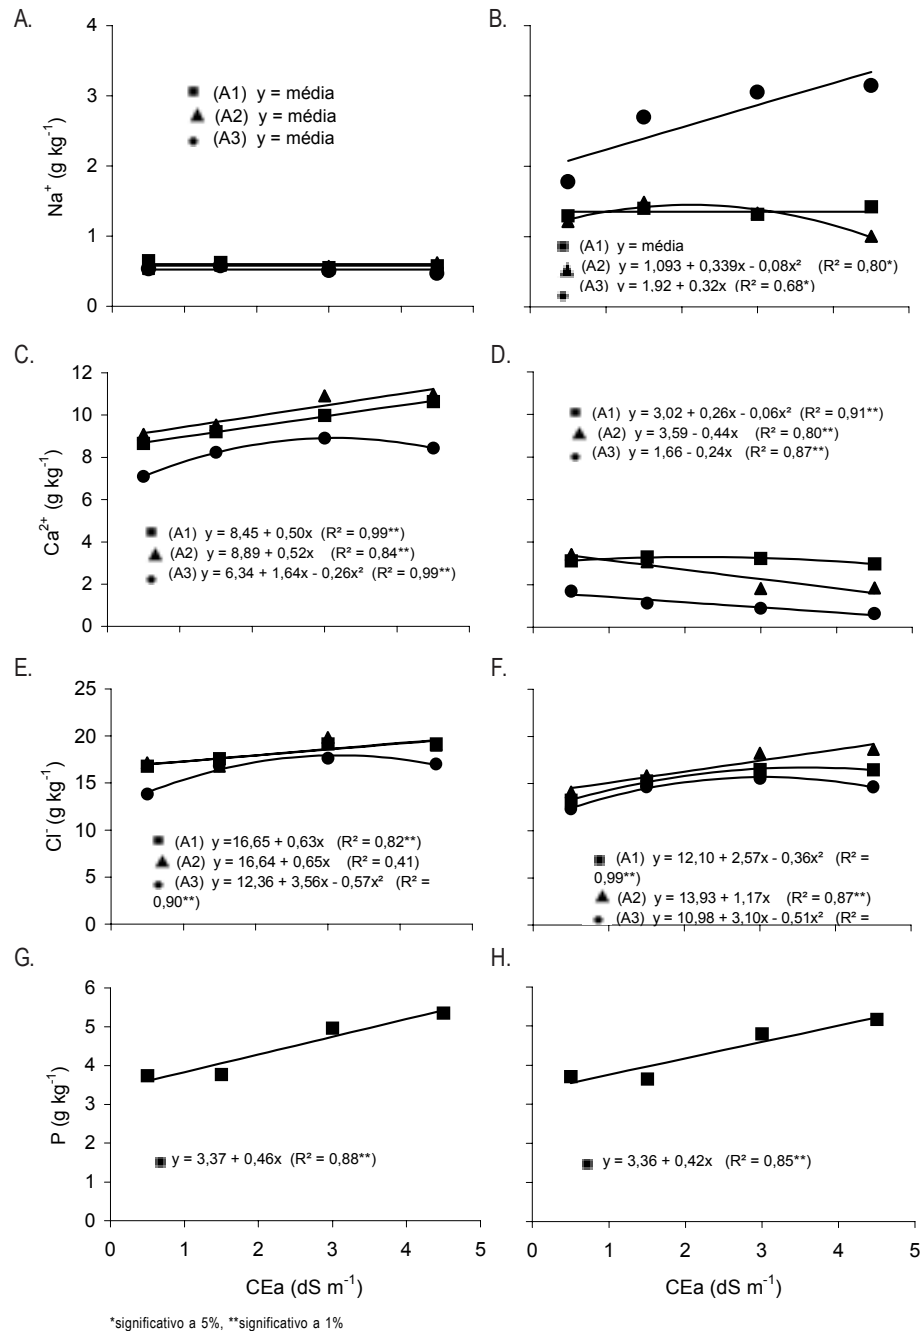 A.
4
3
2
1
0
Na⁺ (g kg⁻¹)
(A1) y = média
(A2) y = média
(A3) y = média
B.
(A1) y = média
(A2) y = 1,093 + 0,339x - 0,08x² (R² = 0,80*)
(A3) y = 1,92 + 0,32x (R² = 0,68*)
C.
12
10
8
6
4
2
0
Ca²⁺ (g kg⁻¹)
(A1) y = 8,45 + 0,50x (R² = 0,99**)
(A2) y = 8,89 + 0,52x (R² = 0,84**)
(A3) y = 6,34 + 1,64x - 0,26x² (R² = 0,99**)
D.
(A1) y = 3,02 + 0,26x - 0,06x² (R² = 0,91**)
(A2) y = 3,59 - 0,44x (R² = 0,80**)
(A3) y = 1,66 - 0,24x (R² = 0,87**)
E.
25
20
15
10
5
0
Cl⁻ (g kg⁻¹)
(A1) y =16,65 + 0,63x (R² = 0,82**)
(A2) y = 16,64 + 0,65x (R² = 0,41)
(A3) y = 12,36 + 3,56x - 0,57x² (R² =
0,90**)
F.
(A1) y = 12,10 + 2,57x - 0,36x² (R² =
0,99**)
(A2) y = 13,93 + 1,17x (R² = 0,87**)
(A3) y = 10,98 + 3,10x - 0,51x² (R² =
G.
6
5
4
3
2
1
0
P (g kg⁻¹)
y = 3,37 + 0,46x (R² = 0,88**)
0 1 2 3 4 5
CEa (dS m⁻¹)
H.
y = 3,36 + 0,42x (R² = 0,85**)
0 1 2 3 4 5
CEa (dS m⁻¹)
*significativo a 5%, **significativo a 1%